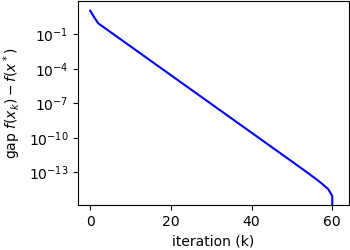 gap f(x_k) − f(x^*)
10^{-1}
10^{-4}
10^{-7}
10^{-10}
10^{-13}
0 20 40 60
iteration (k)